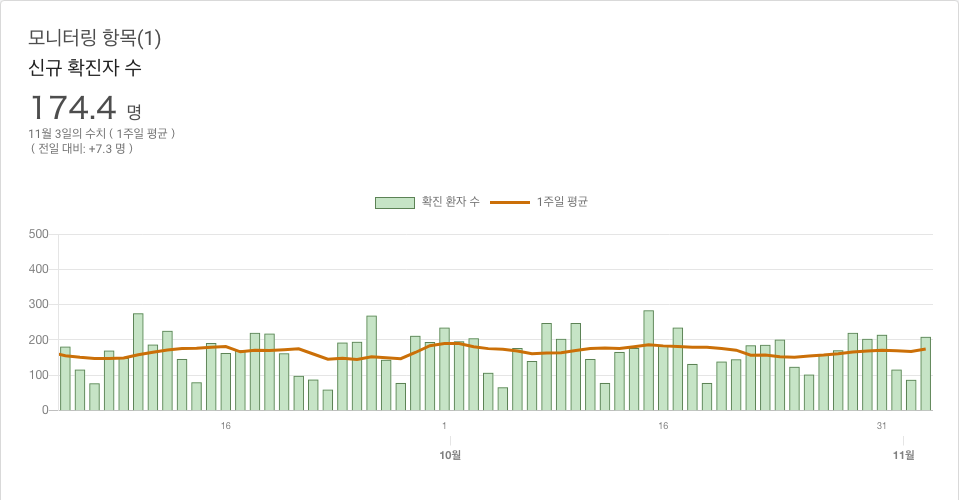 모니터링 항목(1)
신규 확진자 수
174.4 명
11월 3일의 수치 ( 1주일 평균 )
( 전일 대비: +7.3 명 )
확진 환자 수 1주일 평균
500
400
300
200
100
0
16 1 16 31
10월 11월